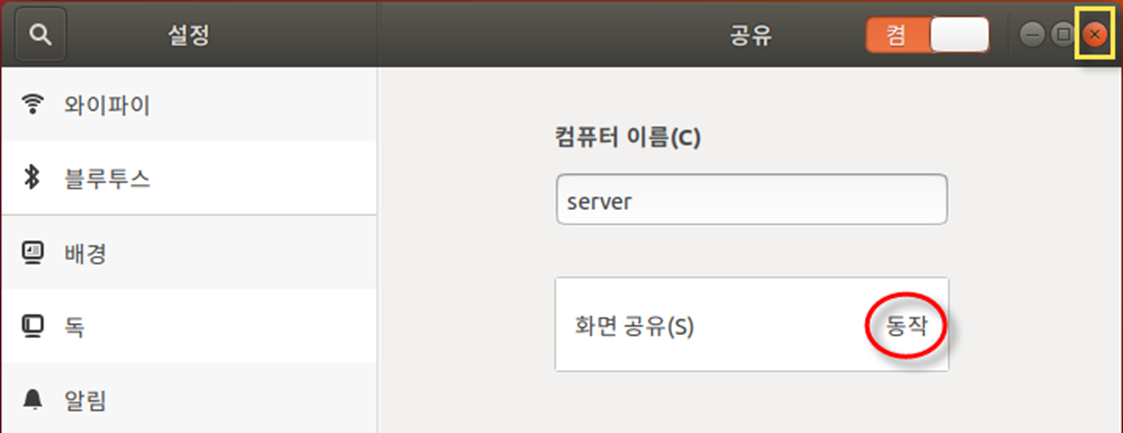 설정
공유
켬
와이파이
블루투스
배경
독
알림
컴퓨터 이름(C)
server
화면 공유(S) 동작